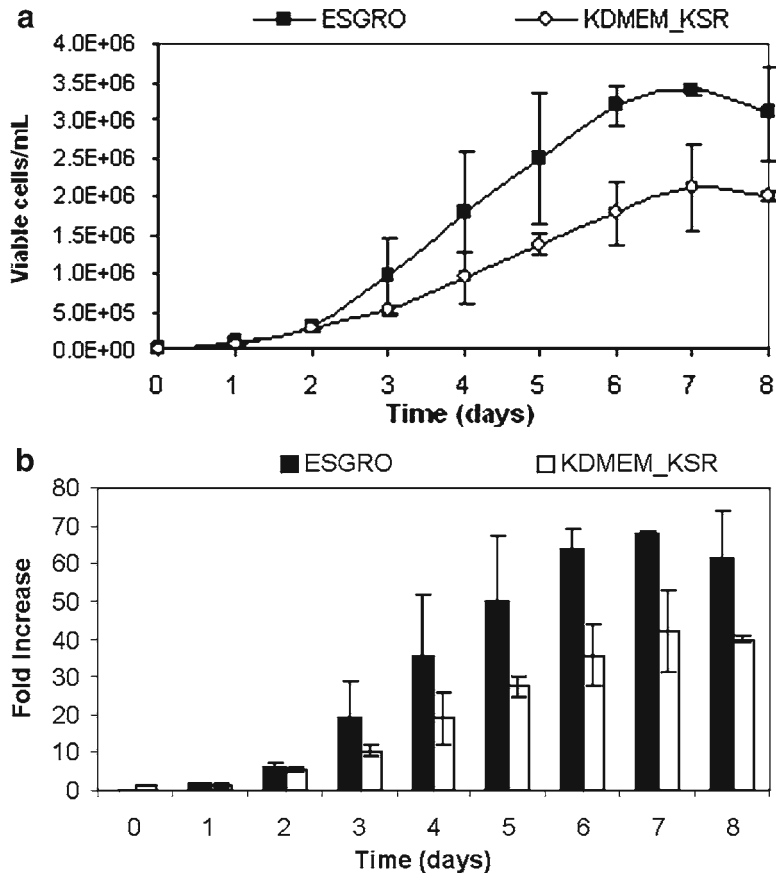 a
ESGRO KDMEM_KSR
4.0E+06
3.5E+06
3.0E+06
2.5E+06
2.0E+06
1.5E+06
1.0E+06
5.0E+05
0.0E+00
Viable cells/mL
0 1 2 3 4 5 6 7 8
Time (days)
b
ESGRO KDMEM_KSR
80
70
60
50
40
30
20
10
0
Fold Increase
0 1 2 3 4 5 6 7 8
Time (days)